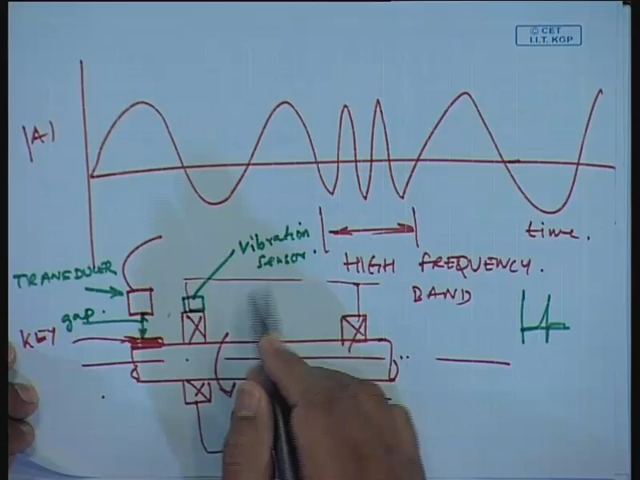 © CET
I.I.T. KGP
|A|
time.
HIGH FREQUENCY.
BAND
Vibration
Sensor.
TRANSDUCER
gap.
KEY